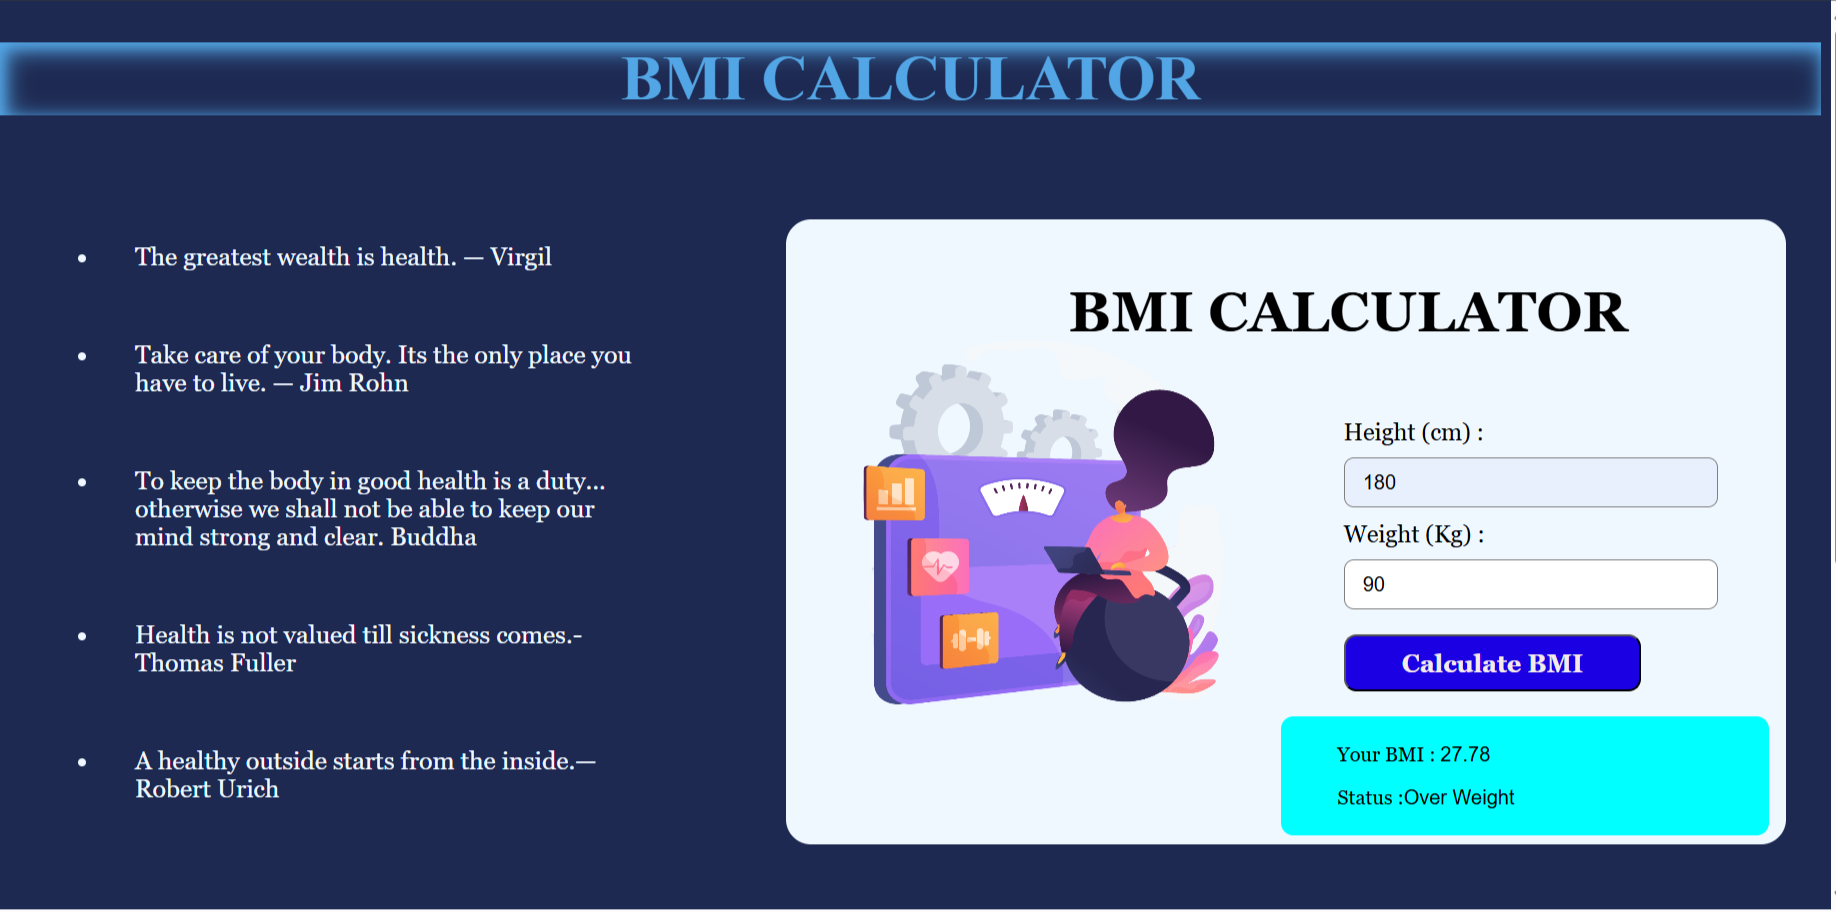 BMI CALCULATOR
• The greatest wealth is health. — Virgil
• Take care of your body. Its the only place you
have to live. — Jim Rohn
• To keep the body in good health is a duty...
otherwise we shall not be able to keep our
mind strong and clear. Buddha
• Health is not valued till sickness comes.-
Thomas Fuller
• A healthy outside starts from the inside.—
Robert Urich
BMI CALCULATOR
Height (cm) :
180
Weight (Kg) :
90
Calculate BMI
Your BMI : 27.78
Status :Over Weight